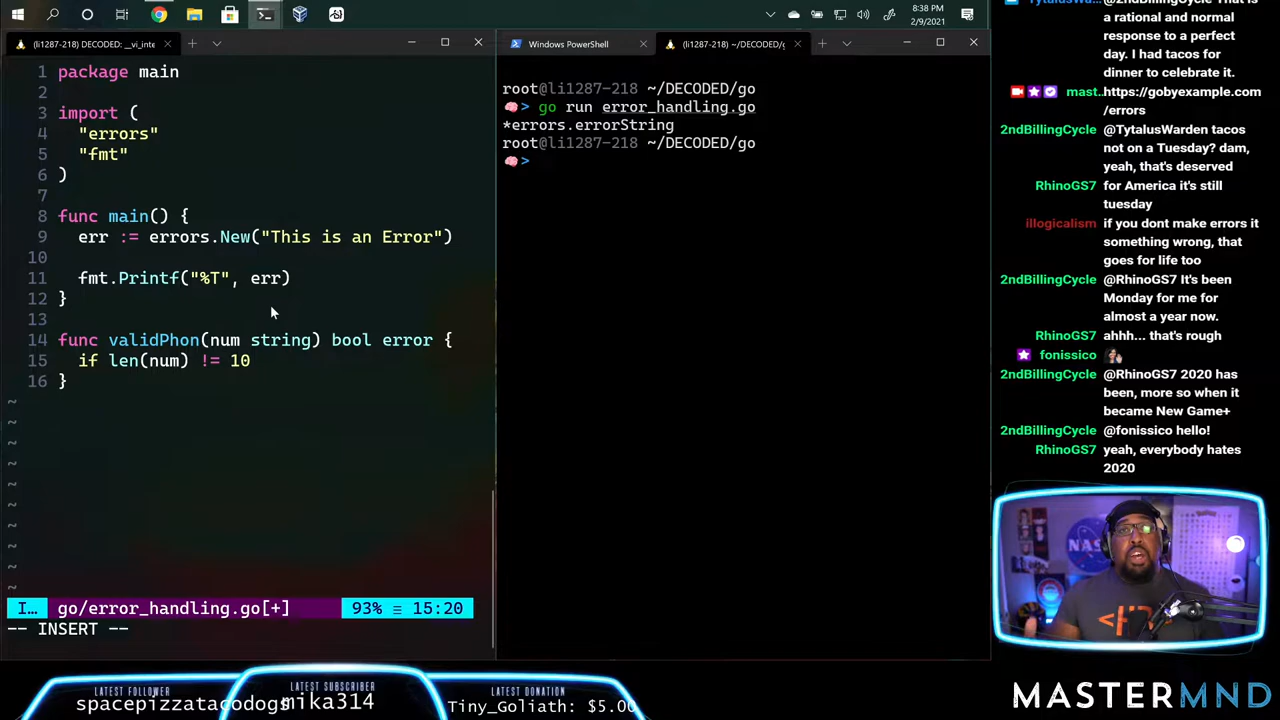 8:38 PM
2/9/2021
(li1287-218) DECODED: __vi_inte
1 package main
2
3 import (
4 "errors"
5 "fmt"
6 )
7
8 func main() {
9 err := errors.New("This is an Error")
10
11 fmt.Printf("%T", err)
12 }
13
14 func validPhon(num string) bool error {
15 if len(num) != 10
16 }
~
~
~
~
~
~
~
~
~
~
I… go/error_handling.go[+] 93% ≡ 15:20
-- INSERT --
Windows PowerShell
(li1287-218) ~/DECODED/g
root@li1287-218 ~/DECODED/go
> go run error_handling.go
*errors.errorString
root@li1287-218 ~/DECODED/go
>
@2ndBillingCycle That is
a rational and normal
response to a perfect
day. I had tacos for
dinner to celebrate it.
mast.. https://gobyexample.com
/errors
2ndBillingCycle @TytalusWarden tacos
not on a Tuesday? dam,
yeah, that's deserved
RhinoGS7 for America it's still
tuesday
illogicalism if you dont make errors it
something wrong, that
goes for life too
2ndBillingCycle @RhinoGS7 It's been
Monday for me for
almost a year now.
RhinoGS7 ahhh... that's rough
fonissico
2ndBillingCycle @RhinoGS7 2020 has
been, more so when it
became New Game+
2ndBillingCycle @fonissico hello!
RhinoGS7 yeah, everybody hates
2020
NAS
LATEST FOLLOWER
spacepizzatacodogs
LATEST SUBSCRIBER
mika314
LATEST DONATION
Tiny_Goliath: $5.00
MASTERMND